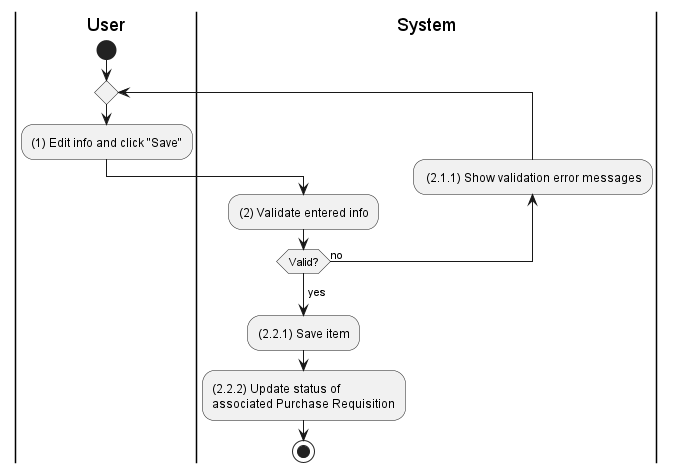 User
System
(1) Edit info and click "Save"
(2.1.1) Show validation error messages
(2) Validate entered info
Valid?
no
yes
(2.2.1) Save item
(2.2.2) Update status of
associated Purchase Requisition